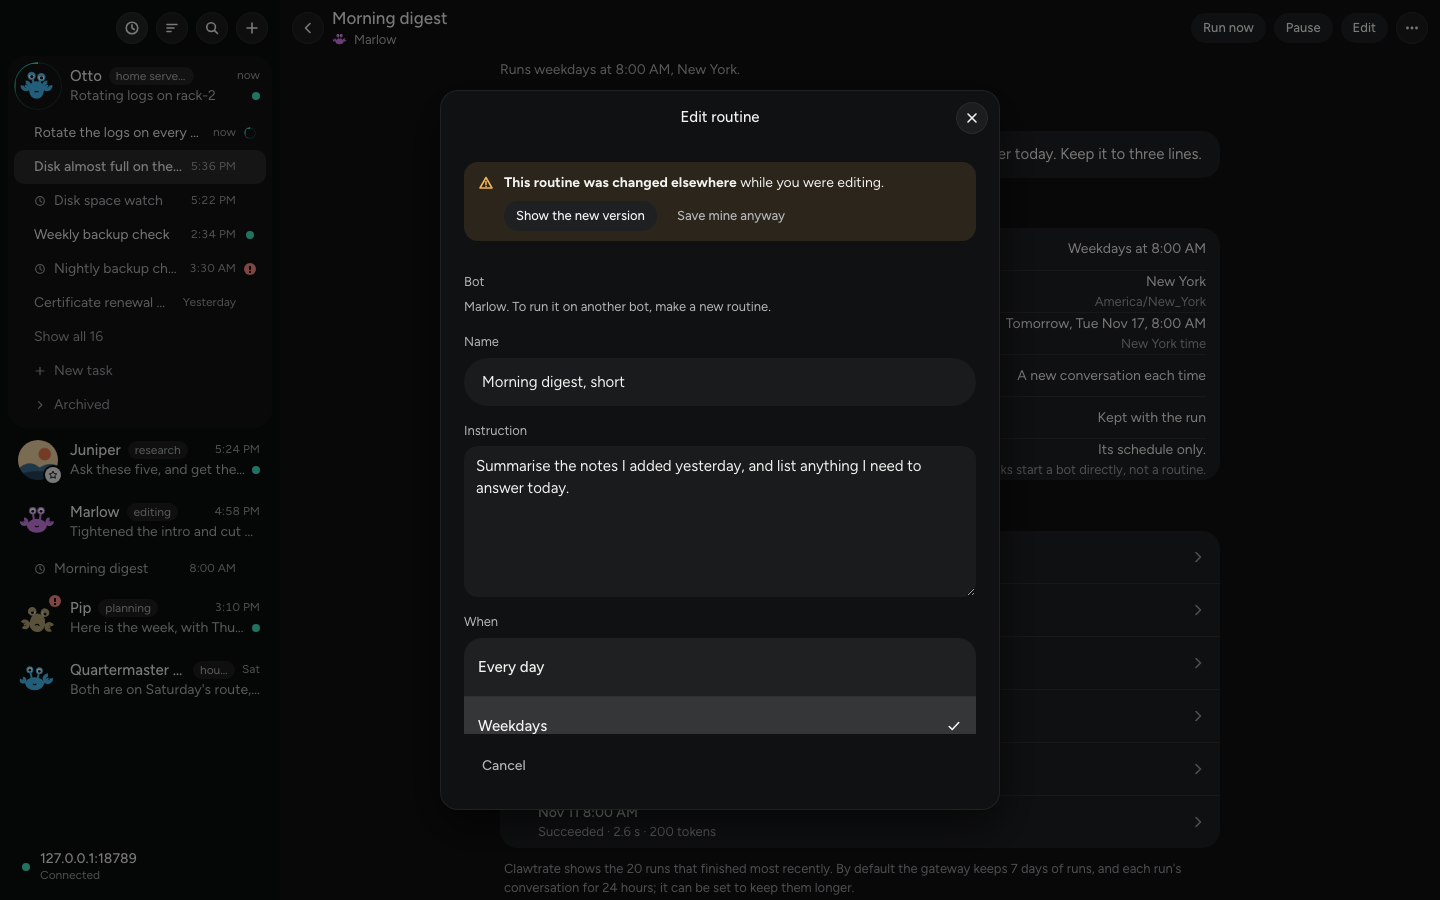 Otto home serve... now
Rotating logs on rack-2
Rotate the logs on every ... now
Disk almost full on the... 5:36 PM
Disk space watch 5:22 PM
Weekly backup check 2:34 PM
Nightly backup ch... 3:30 AM
Certificate renewal ... Yesterday
Show all 16
New task
Archived
Juniper research 5:24 PM
Ask these five, and get the...
Marlow editing 4:58 PM
Tightened the intro and cut ...
Morning digest 8:00 AM
Pip planning 3:10 PM
Here is the week, with Thu...
Quartermaster ... hou... Sat
Both are on Saturday's route,...
127.0.0.1:18789
Connected
Morning digest
Marlow
Run now Pause Edit
Runs weekdays at 8:00 AM, New York.
er today. Keep it to three lines.
Weekdays at 8:00 AM
New York
America/New_York
Tomorrow, Tue Nov 17, 8:00 AM
New York time
A new conversation each time
Kept with the run
Its schedule only.
ks start a bot directly, not a routine.
Edit routine
This routine was changed elsewhere while you were editing.
Show the new version Save mine anyway
Bot
Marlow. To run it on another bot, make a new routine.
Name
Morning digest, short
Instruction
Summarise the notes I added yesterday, and list anything I need to
answer today.
When
Every day
Weekdays
Cancel
Nov 11 8:00 AM
Succeeded · 2.6 s · 200 tokens
Clawtrate shows the 20 runs that finished most recently. By default the gateway keeps 7 days of runs, and each run's
conversation for 24 hours; it can be set to keep them longer.